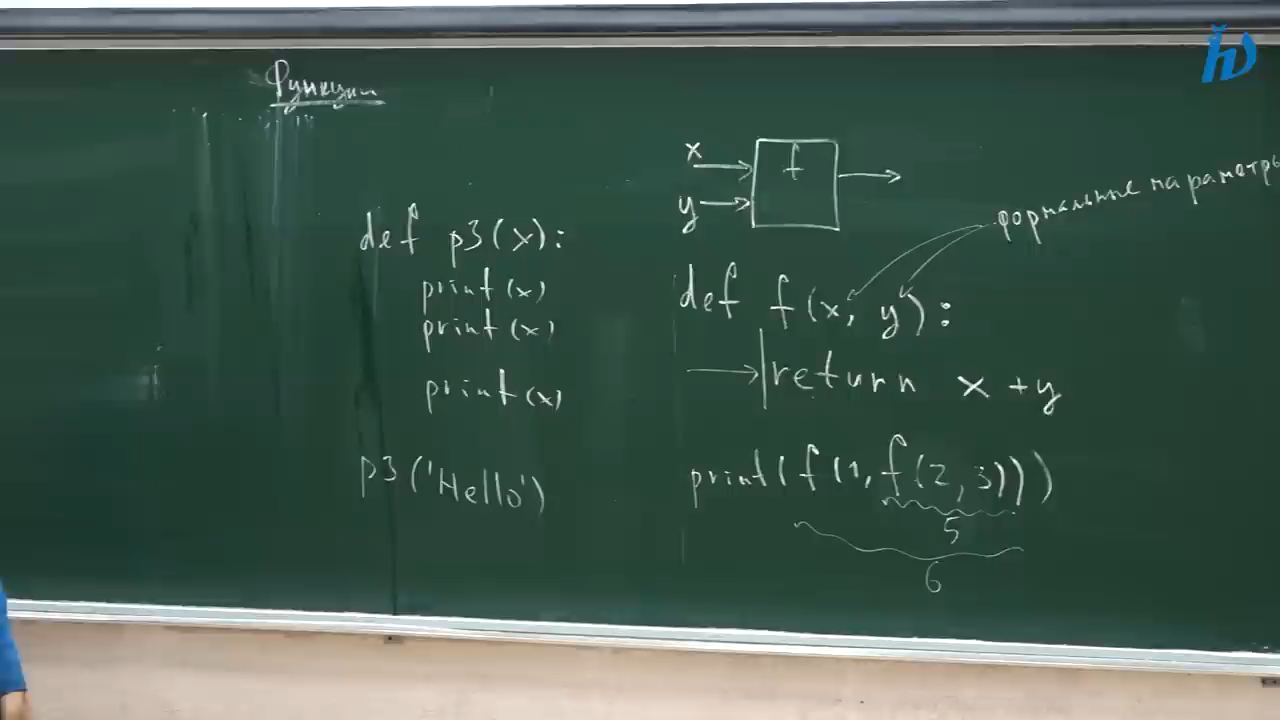 Функции
def p3(x):
print(x)
print(x)
print(x)
p3('Hello')
x
y
f
формальные параметры
def f(x, y):
return x + y
print(f(1, f(2, 3)))
5
6